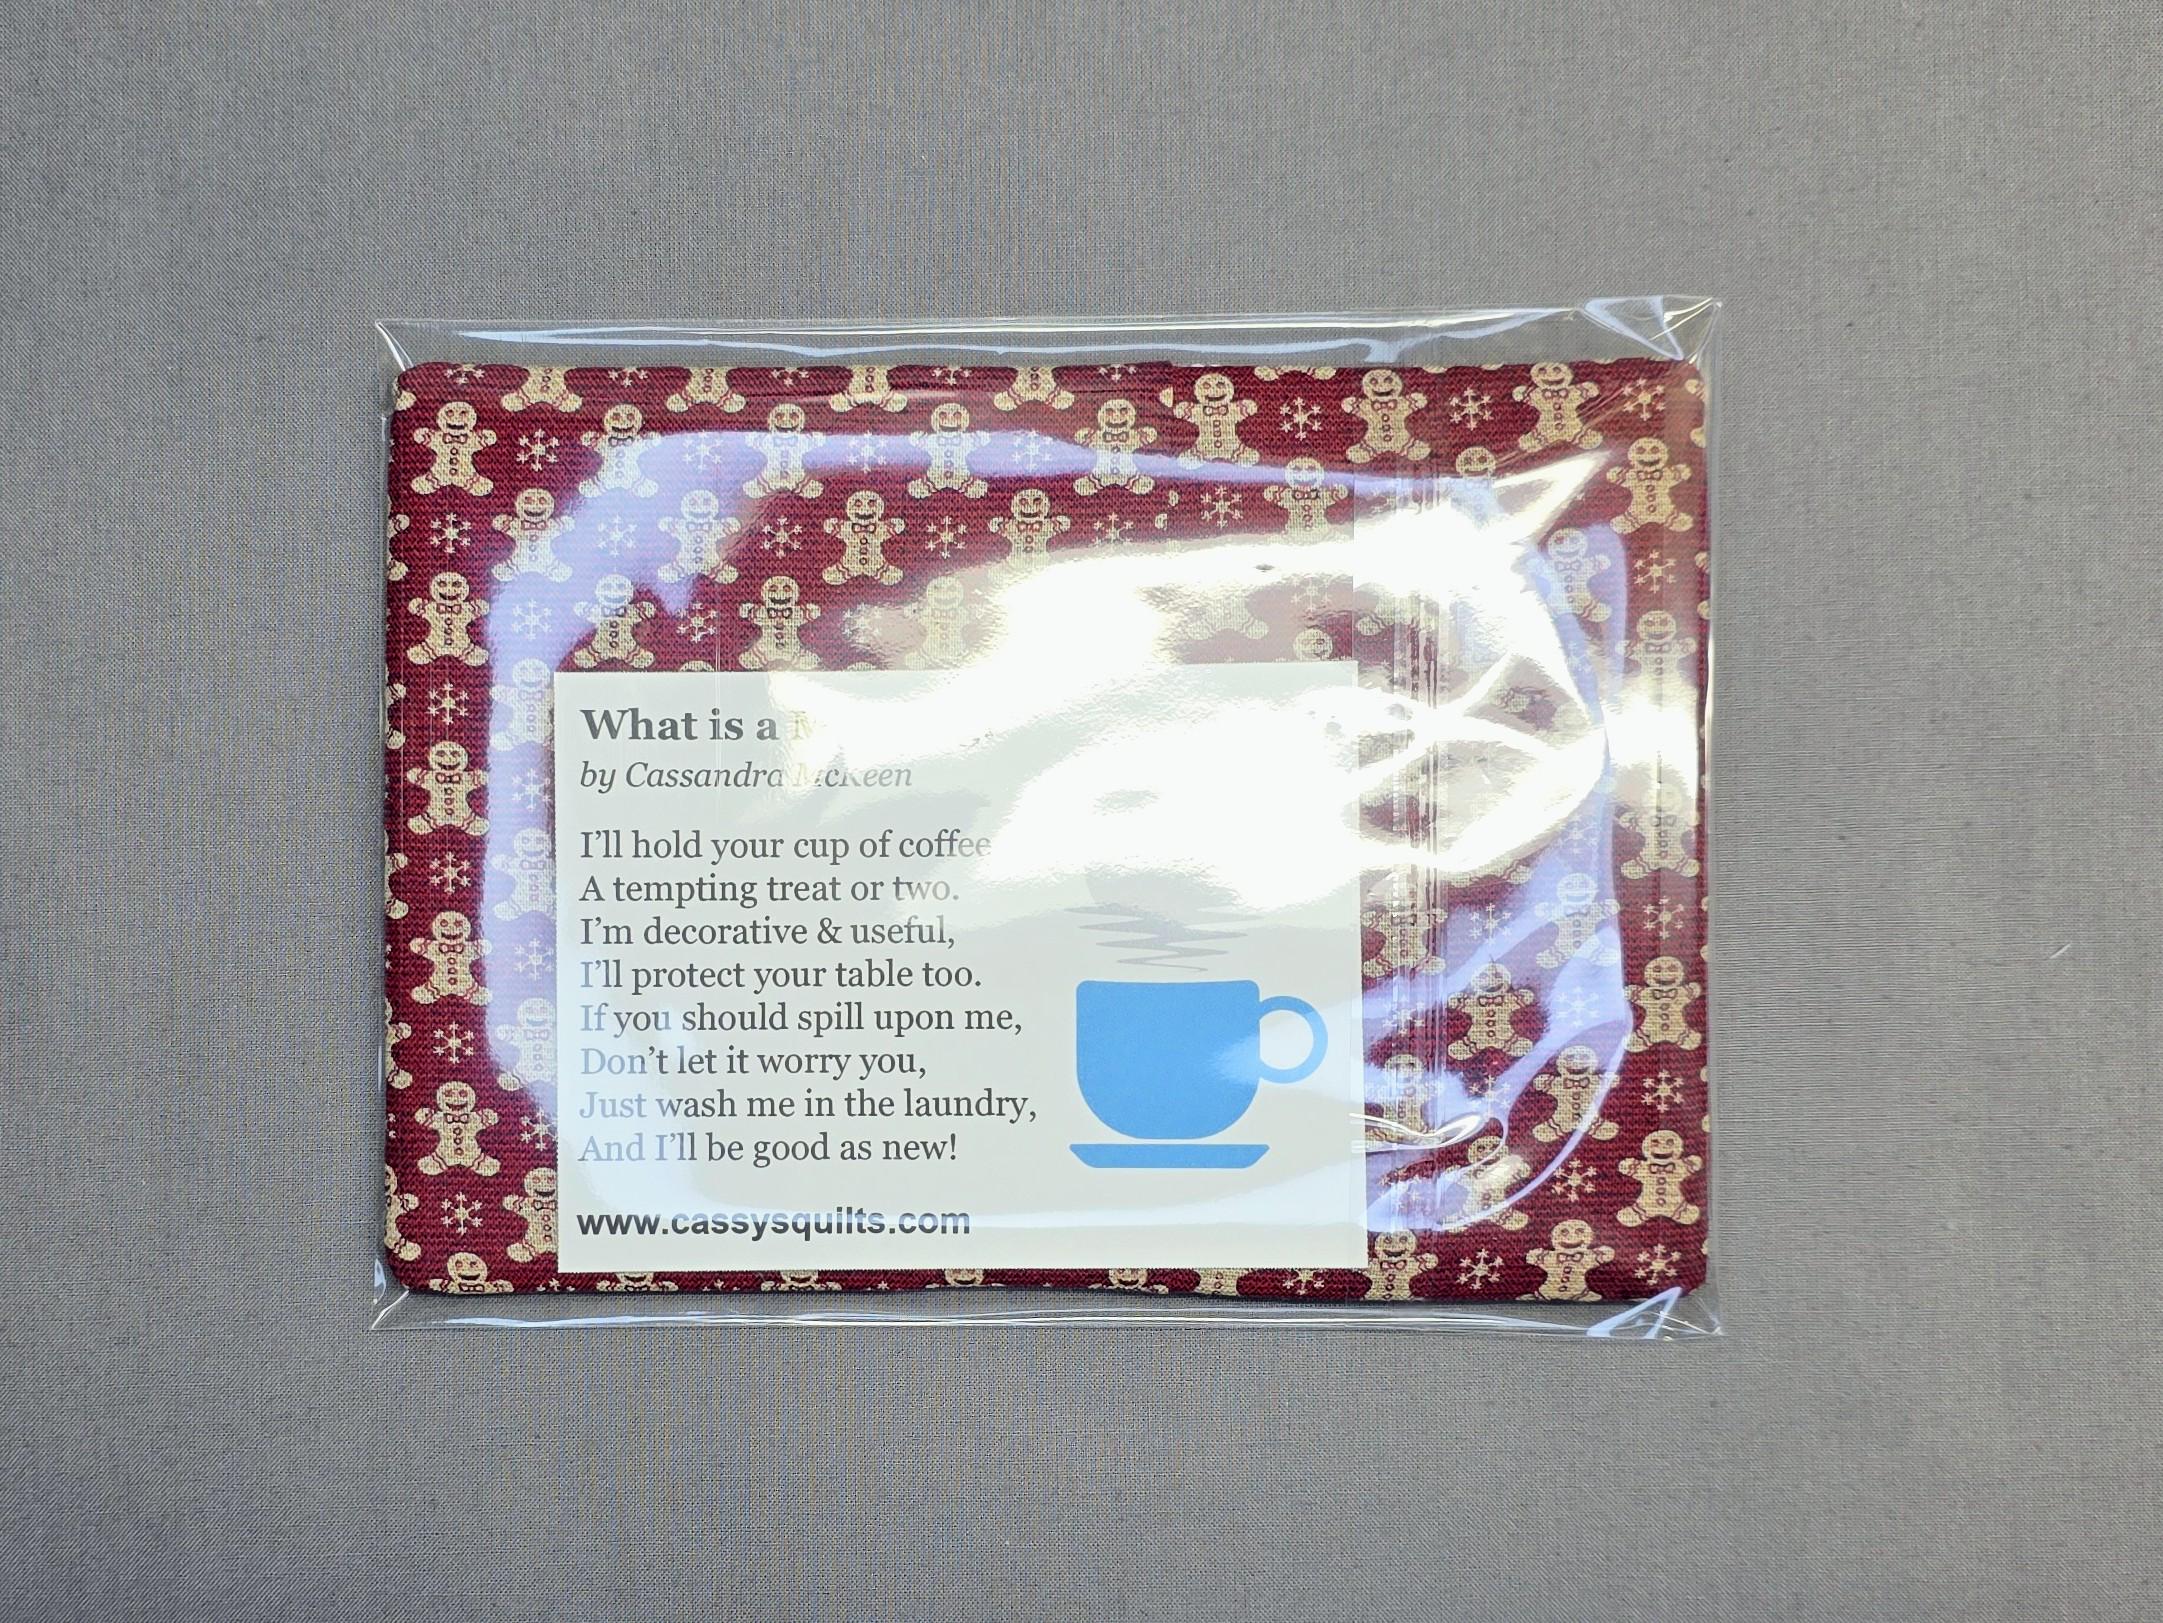 What is a
by Cassandra McKeen
I'll hold your cup of coffee
A tempting treat or two.
I'm decorative & useful,
I'll protect your table too.
If you should spill upon me,
Don't let it worry you,
Just wash me in the laundry,
And I'll be good as new!
www.cassysquilts.com